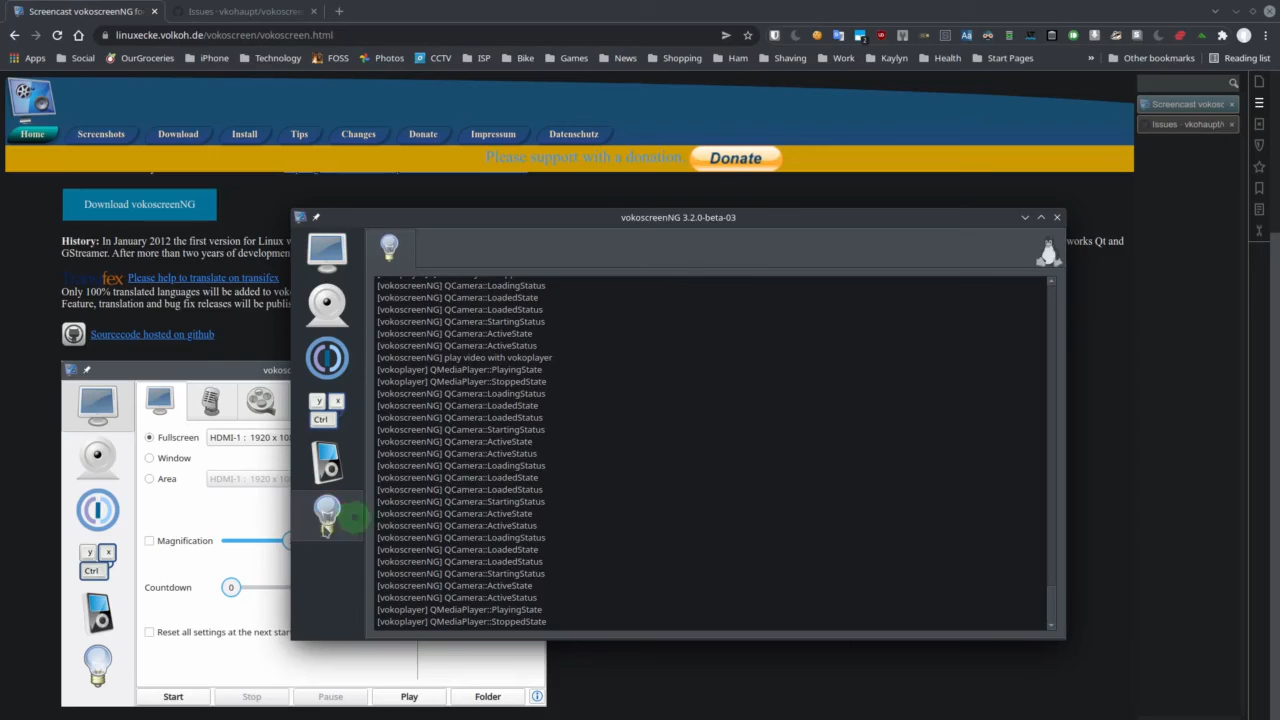 Screencast vokoscreenNG fo
Issues · vkohaupt/vokoscreen
linuxecke.volkoh.de/vokoscreen/vokoscreen.html
Apps Social OurGroceries iPhone Technology FOSS Photos CCTV ISP Bike Games News Shopping Ham Shaving Work Kaylyn Health Start Pages » Other bookmarks Reading list
Home Screenshots Download Install Tips Changes Donate Impressum Datenschutz
Please support with a donation. Donate
Screencast vokosc
Issues · vkohaupt/
Download vokoscreenNG
History: In January 2012 the first version for Linux w
works Qt and
GStreamer. After more than two years of developmen
Please help to translate on transifex
Only 100% translated languages will be added to voko
Feature, translation and bug fix releases will be publis
Sourcecode hosted on github
vokosc
Fullscreen HDMI-1 : 1920 x 10
Window
Area HDMI-1 : 1920 x 10
y x
Ctrl
Magnification
Countdown 0
Reset all settings at the next star
Start Stop Pause Play Folder
vokoscreenNG 3.2.0-beta-03
y x
Ctrl
[vokoscreenNG] QCamera::LoadingStatus
[vokoscreenNG] QCamera::LoadedState
[vokoscreenNG] QCamera::LoadedStatus
[vokoscreenNG] QCamera::StartingStatus
[vokoscreenNG] QCamera::ActiveState
[vokoscreenNG] QCamera::ActiveStatus
[vokoscreenNG] play video with vokoplayer
[vokoplayer] QMediaPlayer::PlayingState
[vokoplayer] QMediaPlayer::StoppedState
[vokoscreenNG] QCamera::LoadingStatus
[vokoscreenNG] QCamera::LoadedState
[vokoscreenNG] QCamera::LoadedStatus
[vokoscreenNG] QCamera::StartingStatus
[vokoscreenNG] QCamera::ActiveState
[vokoscreenNG] QCamera::ActiveStatus
[vokoscreenNG] QCamera::LoadingStatus
[vokoscreenNG] QCamera::LoadedState
[vokoscreenNG] QCamera::LoadedStatus
[vokoscreenNG] QCamera::StartingStatus
[vokoscreenNG] QCamera::ActiveState
[vokoscreenNG] QCamera::ActiveStatus
[vokoscreenNG] QCamera::LoadingStatus
[vokoscreenNG] QCamera::LoadedState
[vokoscreenNG] QCamera::LoadedStatus
[vokoscreenNG] QCamera::StartingStatus
[vokoscreenNG] QCamera::ActiveState
[vokoscreenNG] QCamera::ActiveStatus
[vokoplayer] QMediaPlayer::PlayingState
[vokoplayer] QMediaPlayer::StoppedState